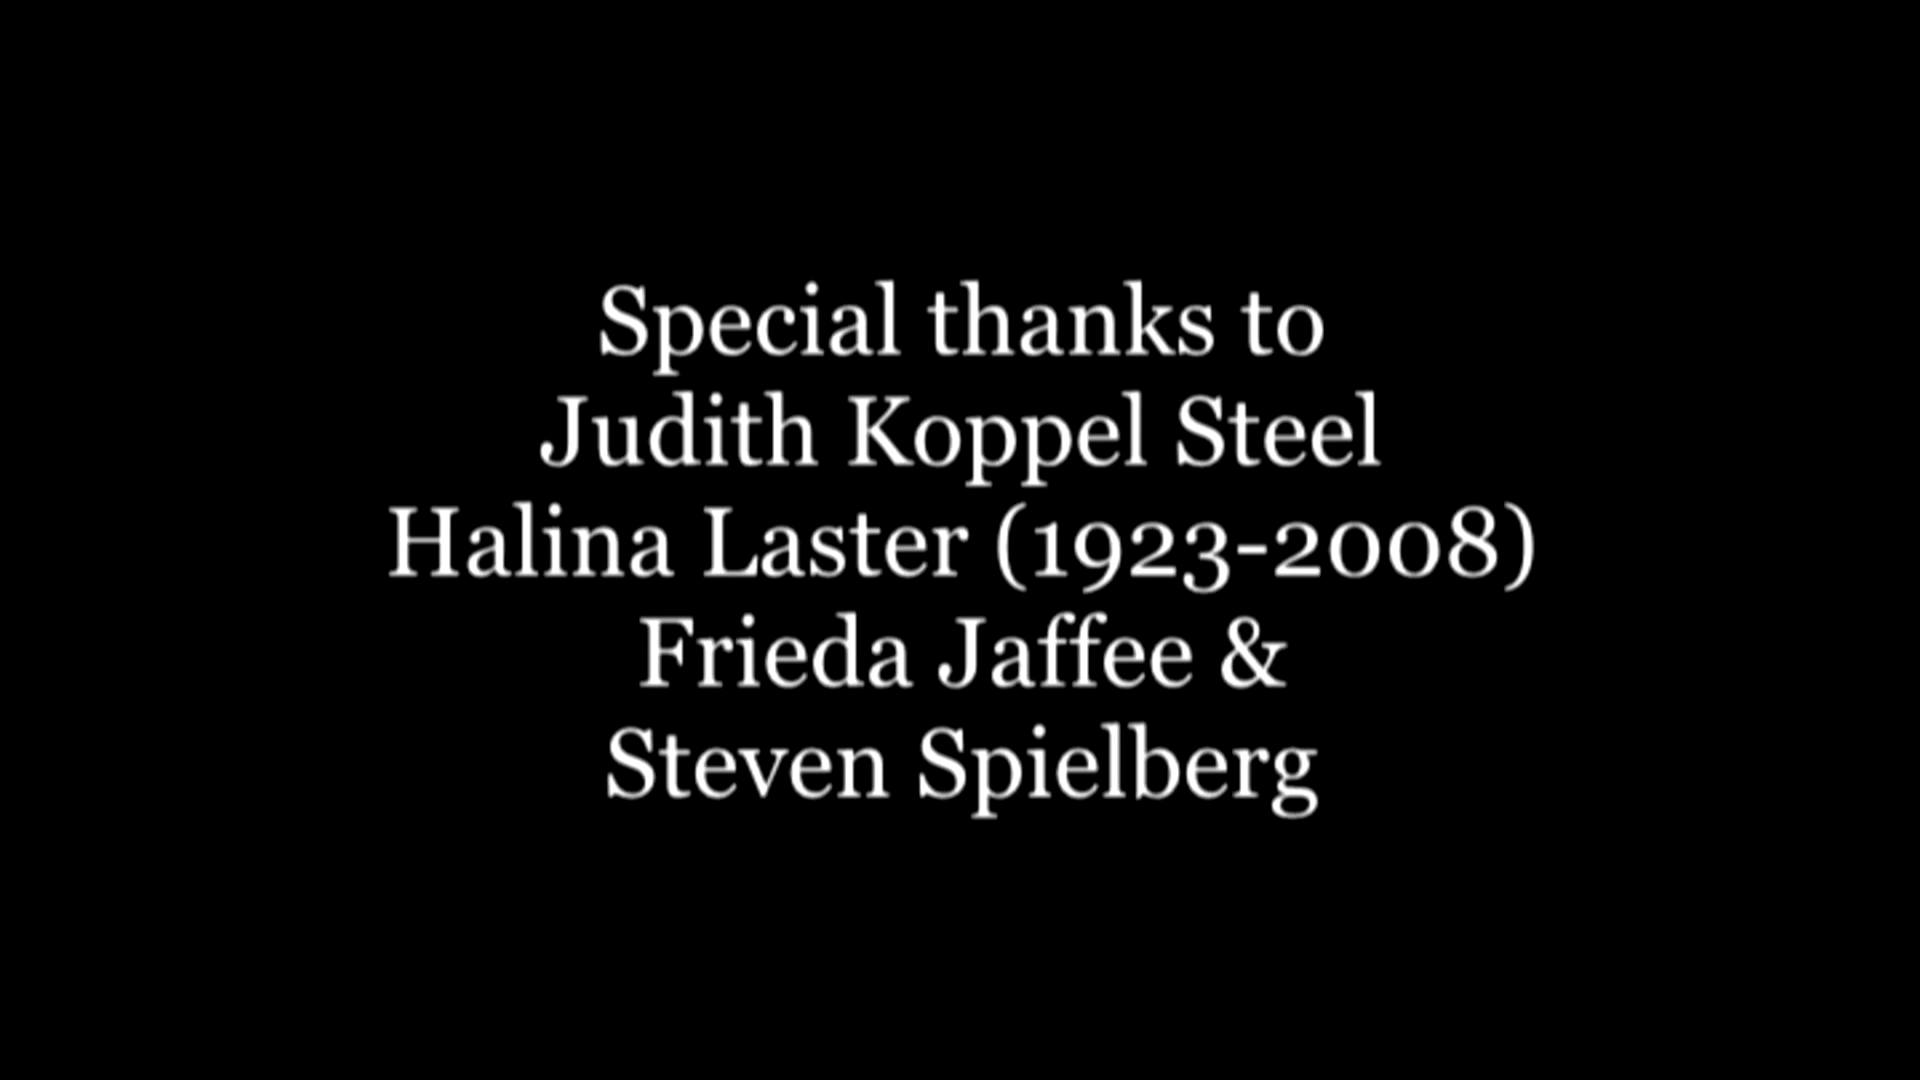 Special thanks to
Judith Koppel Steel
Halina Laster (1923-2008)
Frieda Jaffee &
Steven Spielberg